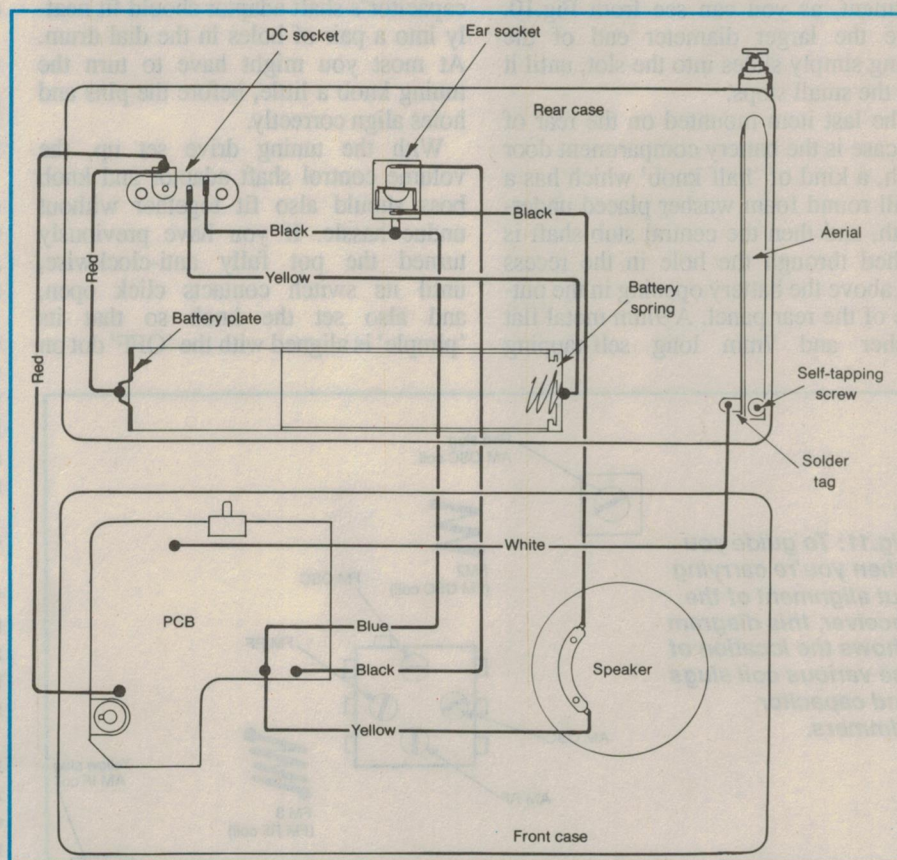 DC socket
Ear socket
Rear case
Black
Black
Aerial
Red
Yellow
Battery
spring
Battery plate
Red
Self-tapping
screw
Solder
tag
White
PCB
Blue
Speaker
Black
Yellow
Front case